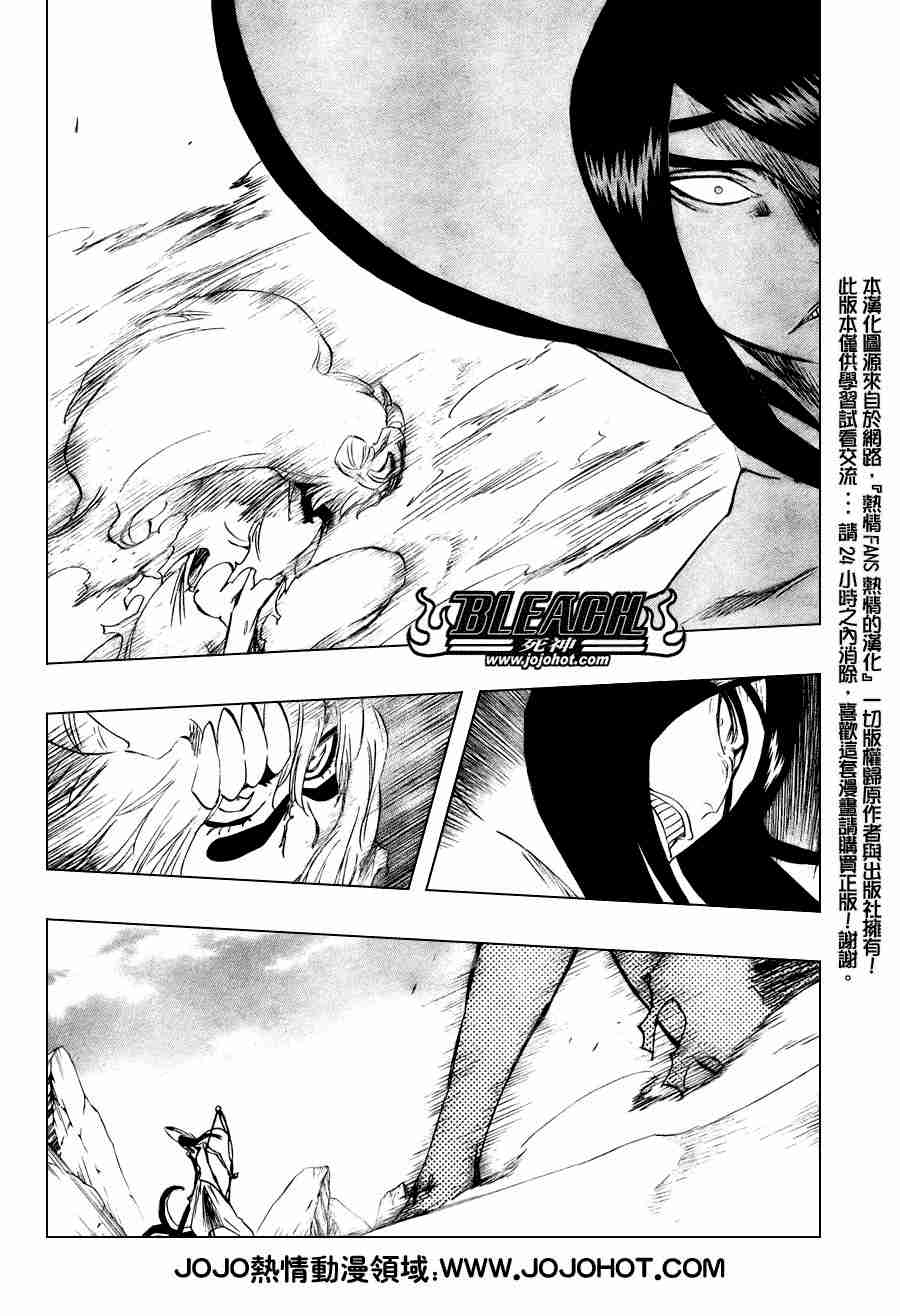 本漢化圖源來自於網路，『熱情FANS 熱情的漢化』一切版權歸原作者與出版社擁有！
此版本僅供學習試看交流... 請 24 小時之內消除，喜歡這套漫畫請購買正版！謝謝。
BLEACH
死神
www.jojohot.com
JOJO熱情動漫領域:WWW.JOJOHOT.COM